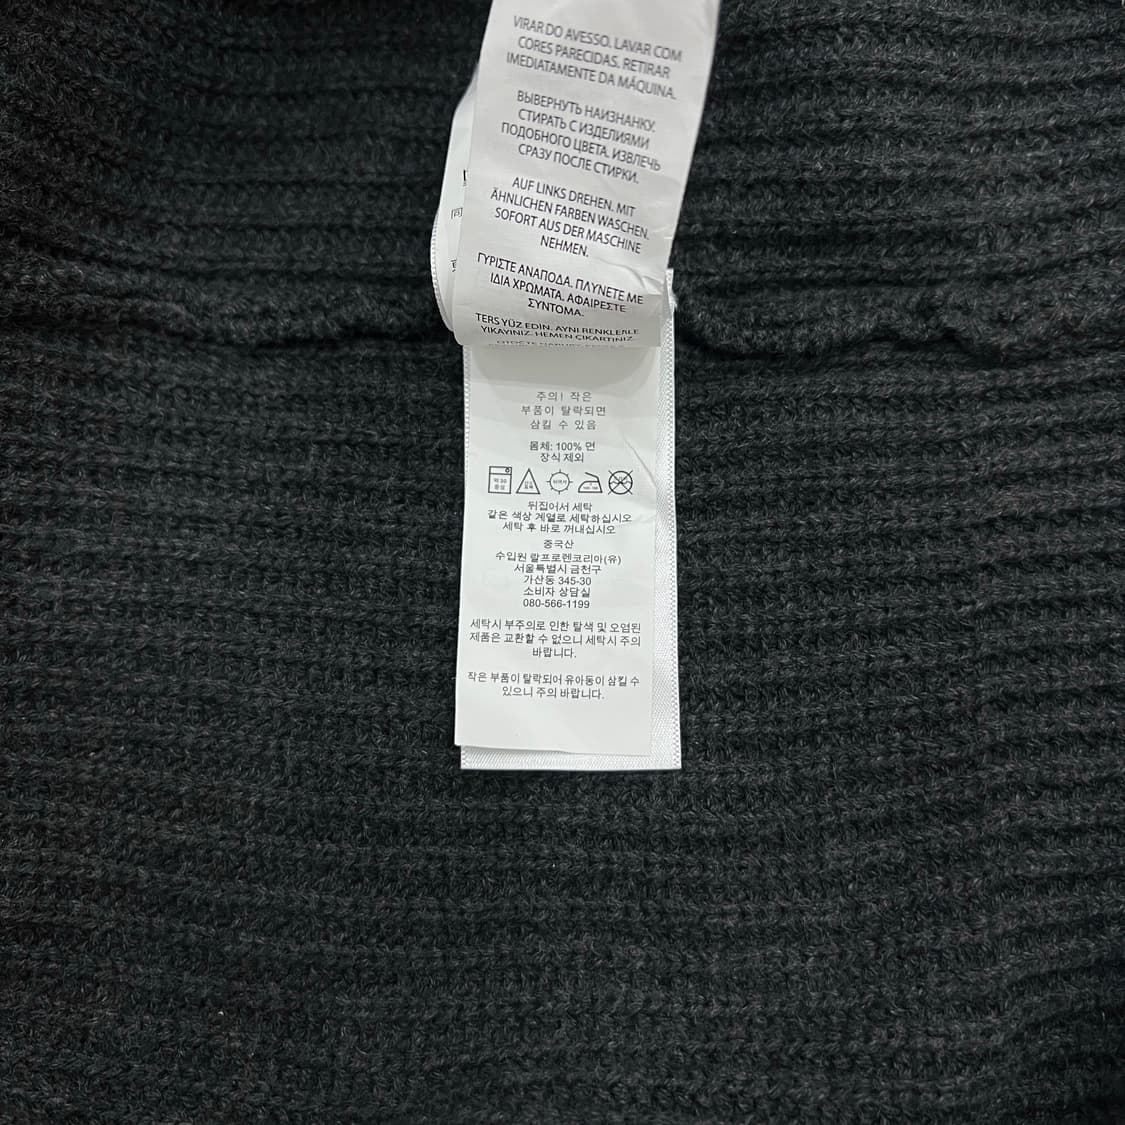 VIRAR DO AVESSO. LAVAR COM
CORES PARECIDAS. RETIRAR
IMEDIATAMENTE DA MÁQUINA.
ВЫВЕРНУТЬ НАИЗНАНКУ.
СТИРАТЬ С ИЗДЕЛИЯМИ
ПОДОБНОГО ЦВЕТА. ИЗВЛЕЧЬ
СРАЗУ ПОСЛЕ СТИРКИ.
AUF LINKS DREHEN. MIT
ÄHNLICHEN FARBEN WASCHEN.
SOFORT AUS DER MASCHINE
NEHMEN.
ΓΥΡΙΣΤΕ ΑΝΑΠΟΔΑ. ΠΛΥΝΕΤΕ ΜΕ
ΙΔΙΑ ΧΡΩΜΑΤΑ. ΑΦΑΙΡΕΣΤΕ
ΣΥΝΤΟΜΑ.
TERS YÜZ EDIN. AYNI RENKLERLE
YIKAYINIZ. HEMEN ÇIKARTINIZ.
주의! 작은
부품이 탈락되면
삼킬 수 있음
몸체: 100% 면
장식 제외
약 30
중성
뒤집어서 세탁
같은 색상 계열로 세탁하십시오
세탁 후 바로 꺼내십시오
중국산
수입원 랄프로렌코리아(유)
서울특별시 금천구
가산동 345-30
소비자 상담실
080-566-1199
세탁시 부주의로 인한 탈색 및 오염된
제품은 교환할 수 없으니 세탁시 주의
바랍니다.
작은 부품이 탈락되어 유아동이 삼킬 수
있으니 주의 바랍니다.